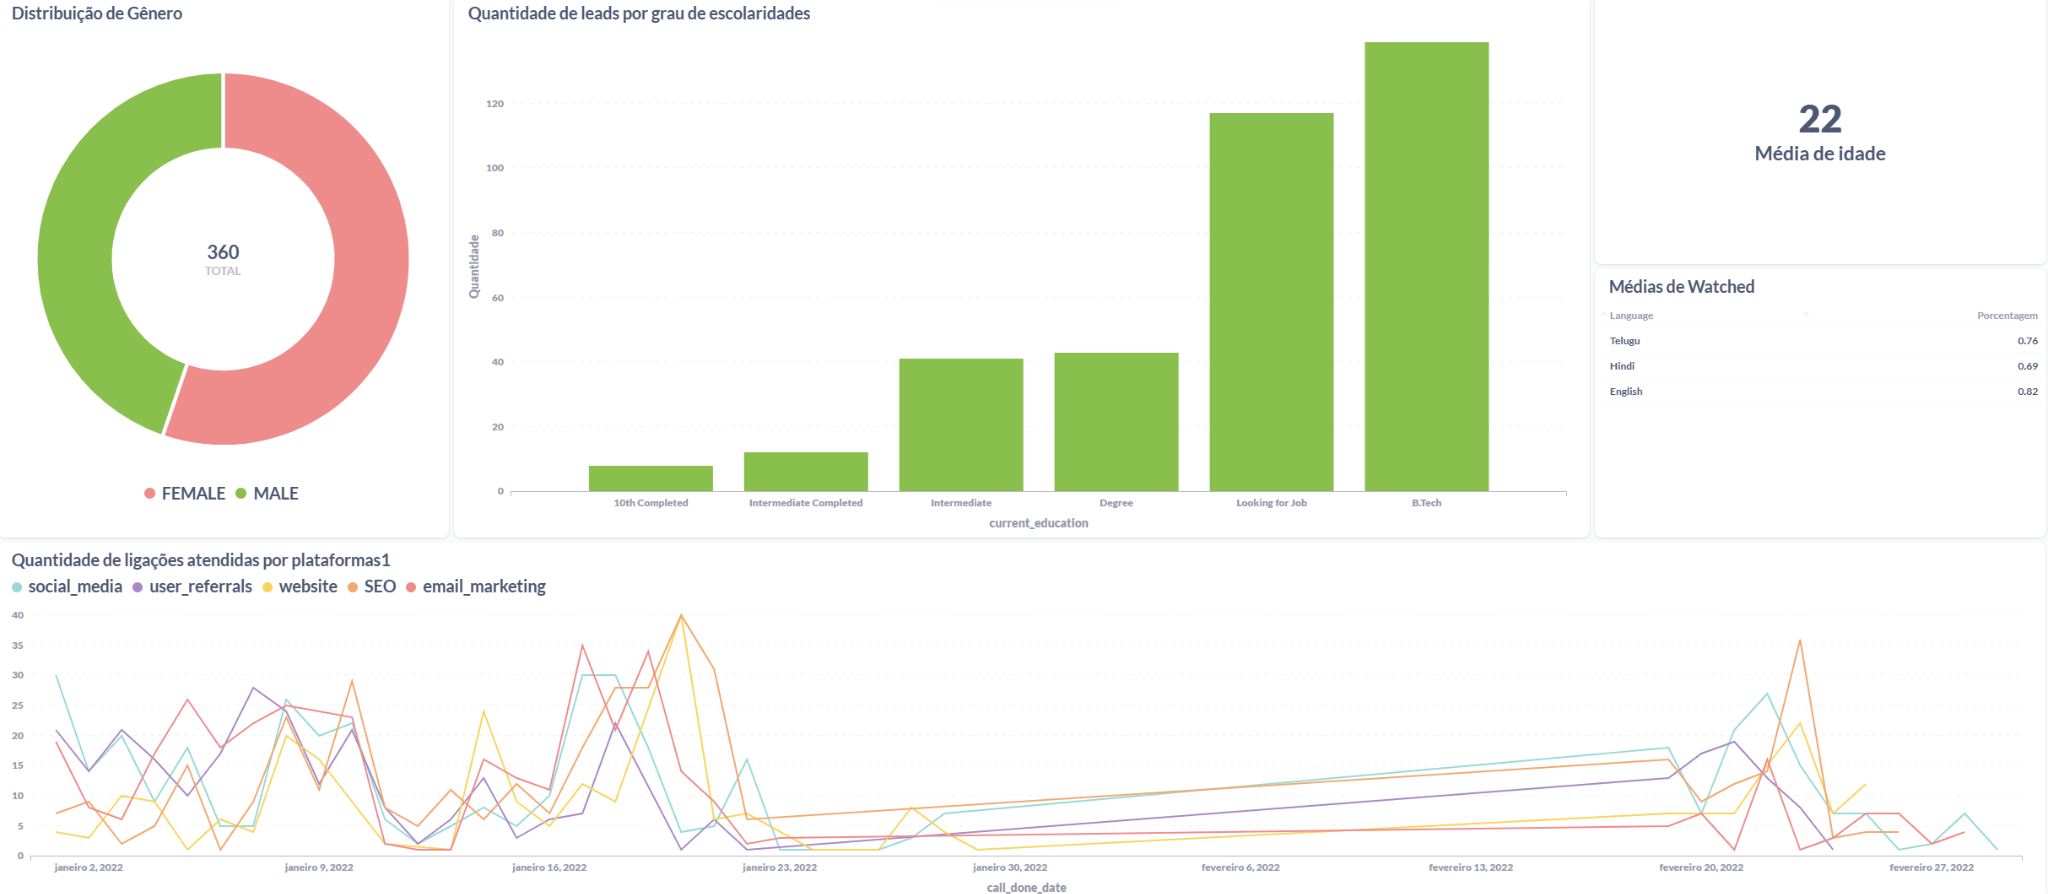 Distribuição de Gênero
360
TOTAL
FEMALE MALE
Quantidade de leads por grau de escolaridades
Quantidade
120
100
80
60
40
20
0
10th Completed Intermediate Completed Intermediate Degree Looking for Job B.Tech
current_education
22
Média de idade
Médias de Watched
Language Porcentagem
Telugu 0.76
Hindi 0.69
English 0.82
Quantidade de ligações atendidas por plataformas1
social_media user_referrals website SEO email_marketing
40
35
30
25
20
15
10
5
0
janeiro 2, 2022 janeiro 9, 2022 janeiro 16, 2022 janeiro 23, 2022 janeiro 30, 2022 fevereiro 6, 2022 fevereiro 13, 2022 fevereiro 20, 2022 fevereiro 27, 2022
call_done_date